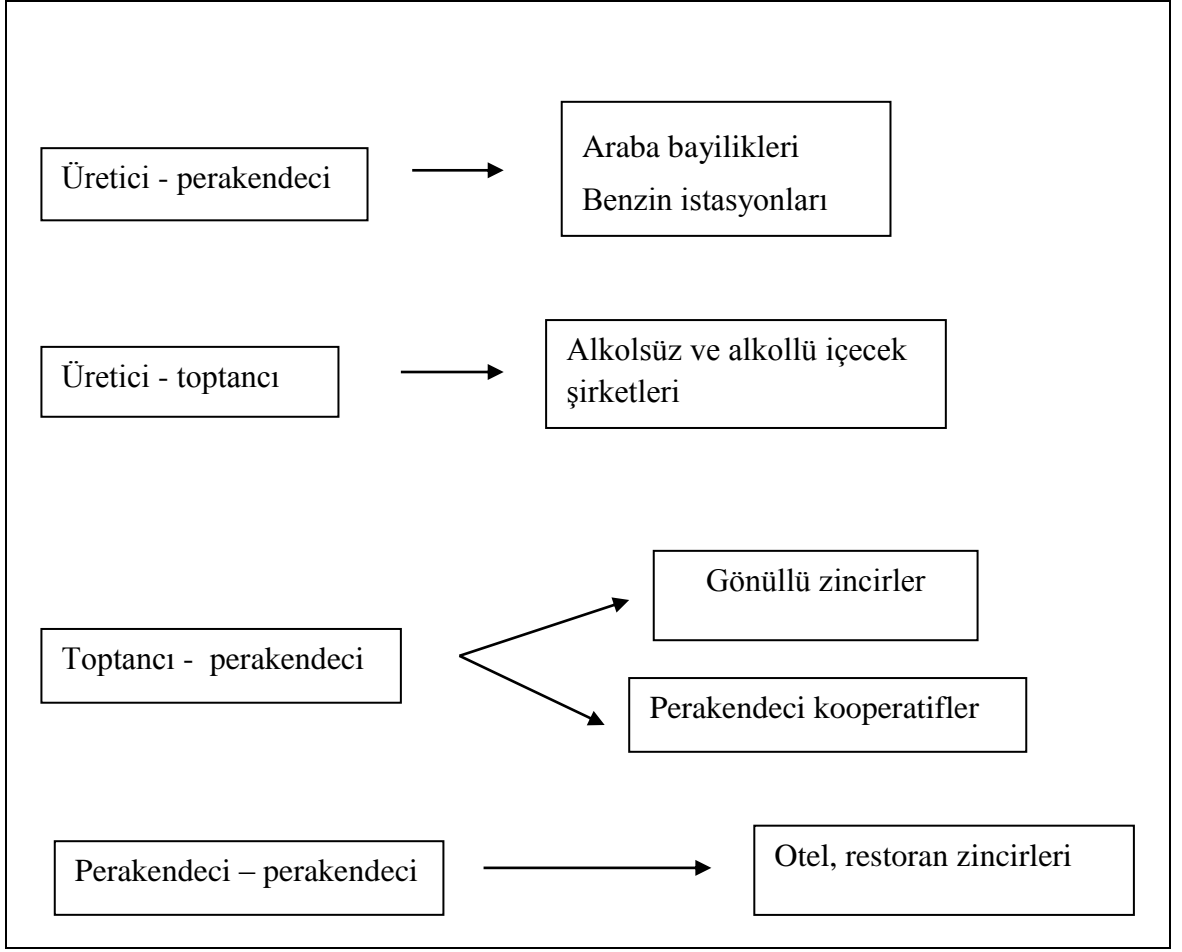 Üretici - perakendeci
Araba bayilikleri
Benzin istasyonları
Üretici - toptancı
Alkolsüz ve alkollü içecek
şirketleri
Toptancı -  perakendeci
Gönüllü zincirler
Perakendeci kooperatifler
Perakendeci – perakendeci
Otel, restoran zincirleri